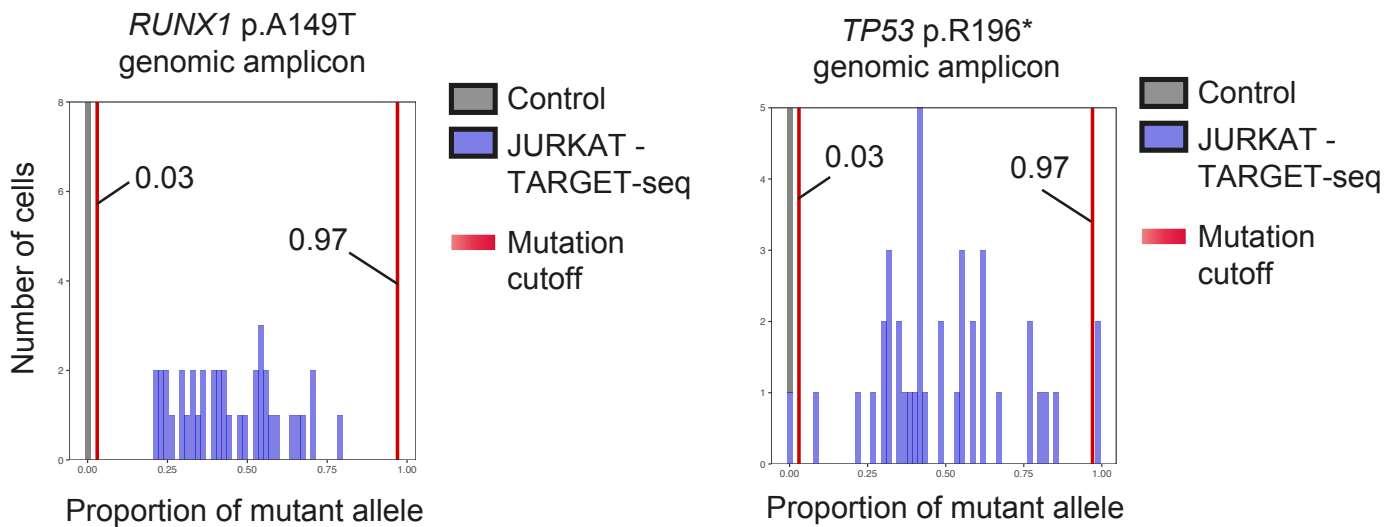 RUNX1 p.A149T
genomic amplicon
Control
JURKAT -
TARGET-seq
Mutation
cutoff
0.03
0.97
Number of cells
8
6
4
2
0
0.00
0.25
0.50
0.75
1.00
Proportion of mutant allele
TP53 p.R196*
genomic amplicon
Control
JURKAT -
TARGET-seq
Mutation
cutoff
0.03
0.97
5
4
3
2
1
0
0.00
0.25
0.50
0.75
1.00
Proportion of mutant allele